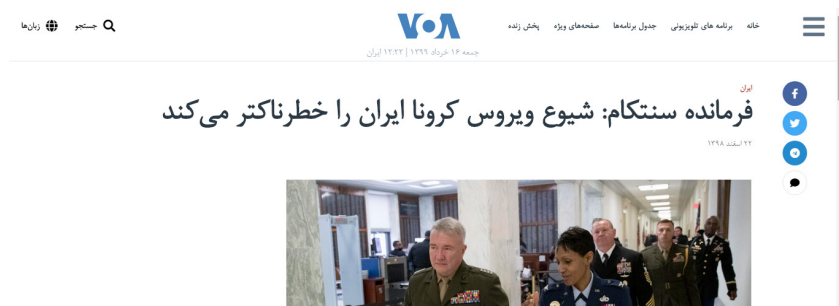 خانه    برنامه های تلویزیونی    جدول برنامه‌ها    صفحه‌های ویژه    پخش زنده    VOA    جستجو    زبان‌ها
جمعه ۱۶ خرداد ۱۳۹۹ | ۱۲:۲۲ ایران
ایران
فرمانده سنتکام: شیوع ویروس کرونا ایران را خطرناکتر می‌کند
۲۲ اسفند ۱۳۹۸